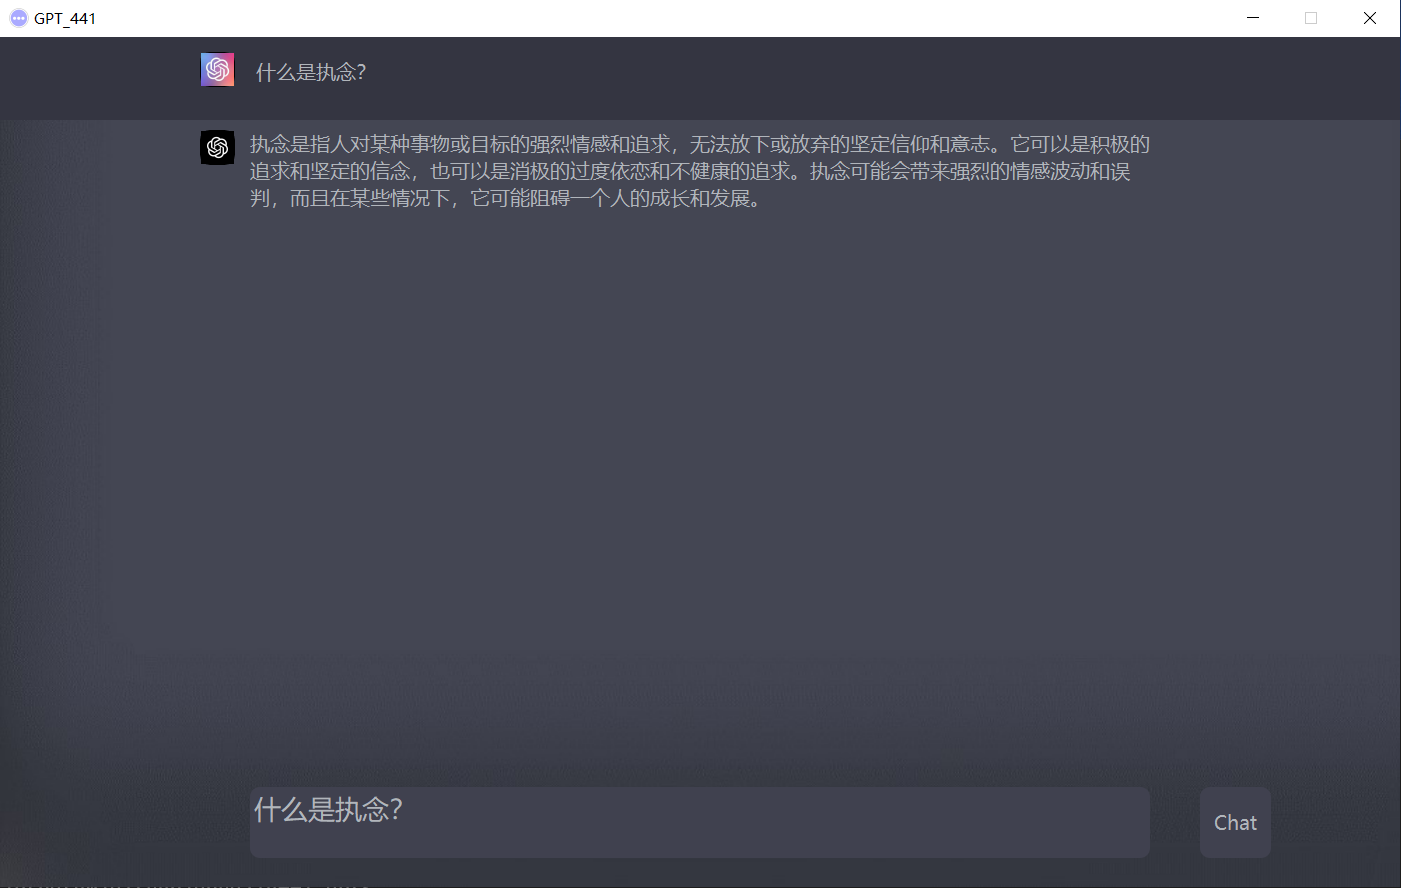 GPT_441
什么是执念？
执念是指人对某种事物或目标的强烈情感和追求，无法放下或放弃的坚定信仰和意志。它可以是积极的
追求和坚定的信念，也可以是消极的过度依恋和不健康的追求。执念可能会带来强烈的情感波动和误
判，而且在某些情况下，它可能阻碍一个人的成长和发展。
什么是执念？
Chat